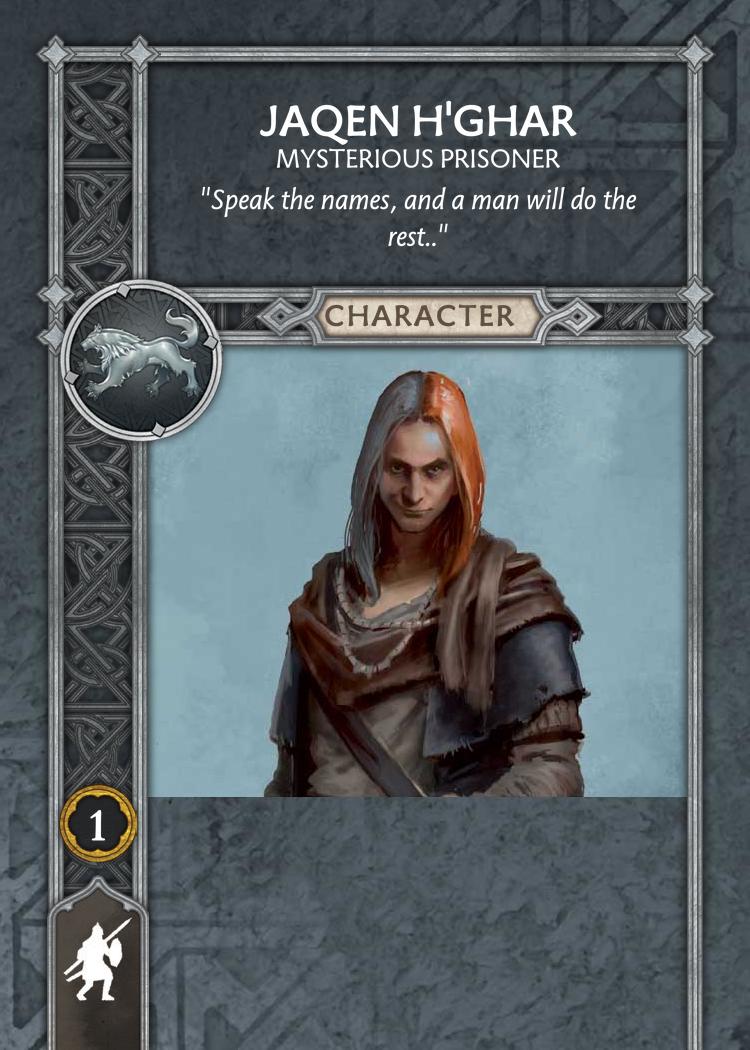 JAQEN H'GHAR
MYSTERIOUS PRISONER
"Speak the names, and a man will do the
rest.."
CHARACTER
1